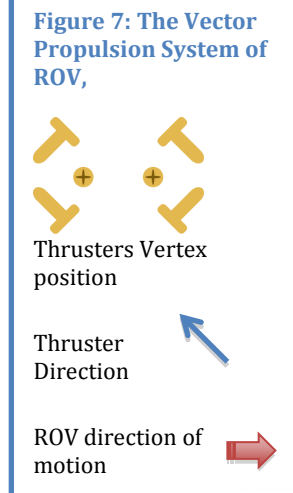 Figure 7: The Vector
Propulsion System of
ROV,
Thrusters Vertex
position
Thruster
Direction
ROV direction of
motion